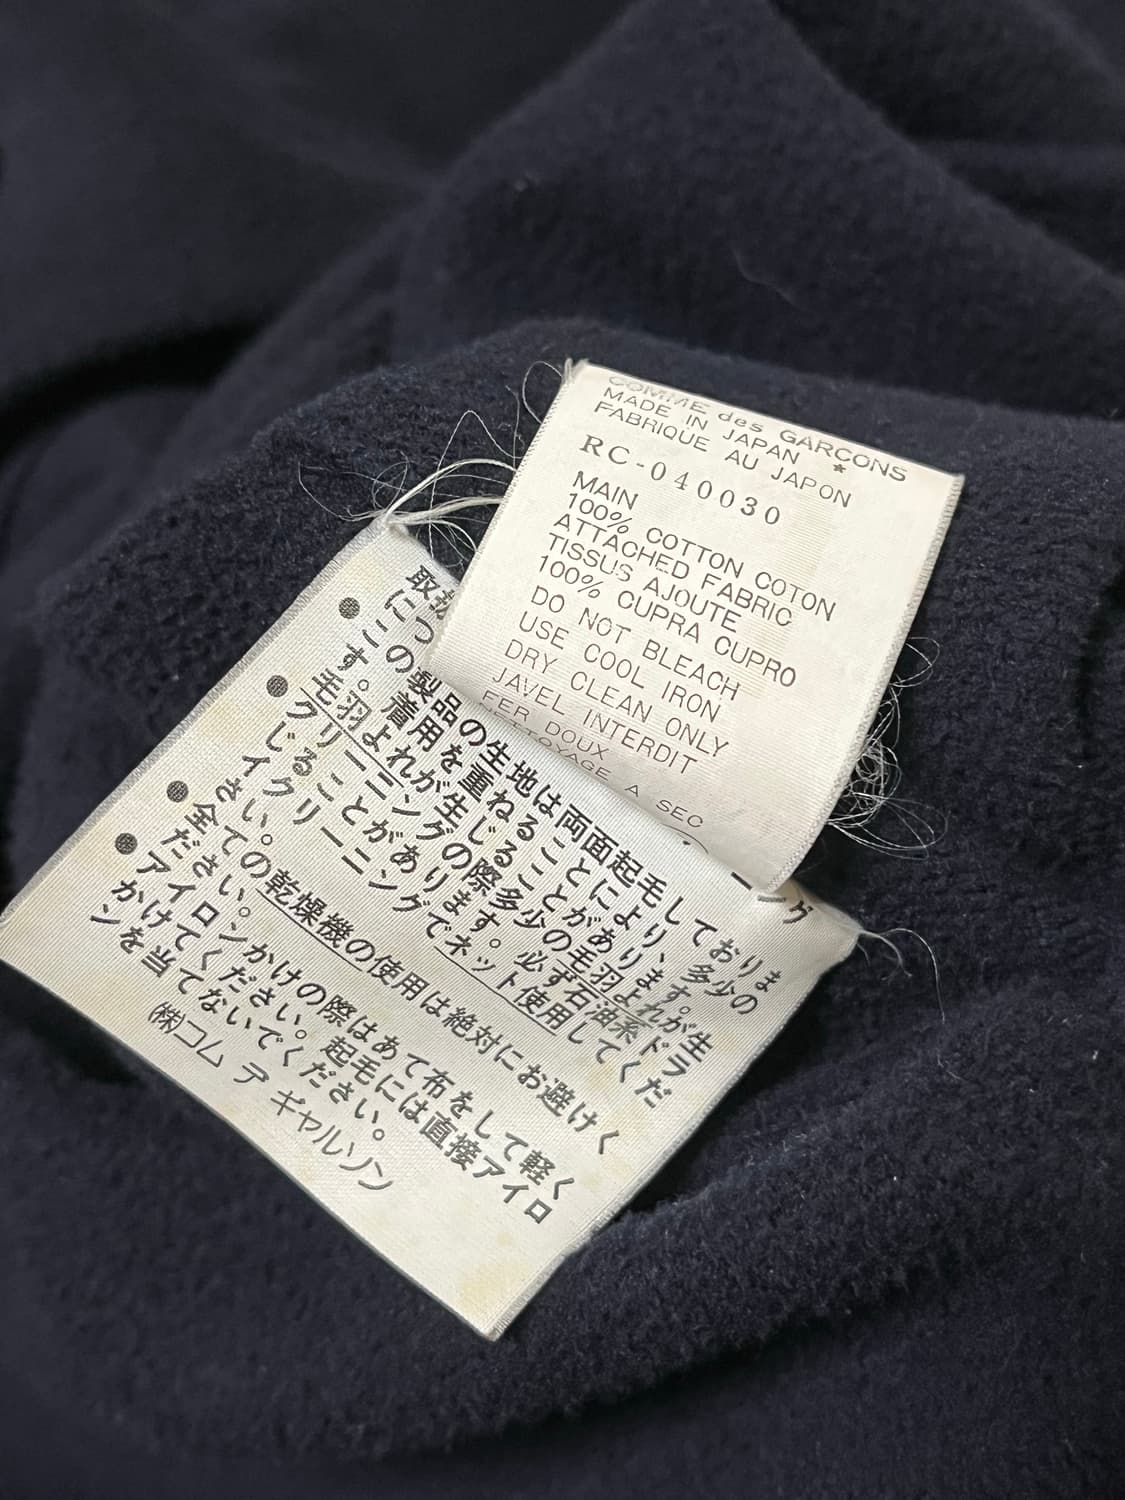 COMME des GARCONS
MADE IN JAPAN *
FABRIQUE AU JAPON
RC-040030
MAIN
100% COTTON COTON
ATTACHED FABRIC
TISSUS AJOUTE
100% CUPRA CUPRO
DO NOT BLEACH
USE COOL IRON
DRY CLEAN ONLY
JAVEL INTERDIT
FER DOUX
NETTOYAGE A SEC
取扱
につ
●この製品の生地は両面起毛しておりま
す。着用を重ねることにより、多少の
毛羽よれが生じることがあります。
●クリーニングの際多少の毛羽よれが生
じることがあります。必ず石油系ドラ
イクリーニングでネット使用してくだ
さい。
●全ての乾燥機の使用は絶対にお避けく
ださい。
●アイロンかけの際はあて布をして軽く
かけてください。起毛には直接アイロ
ンを当てないでください。
㈱コム デ ギャルソン